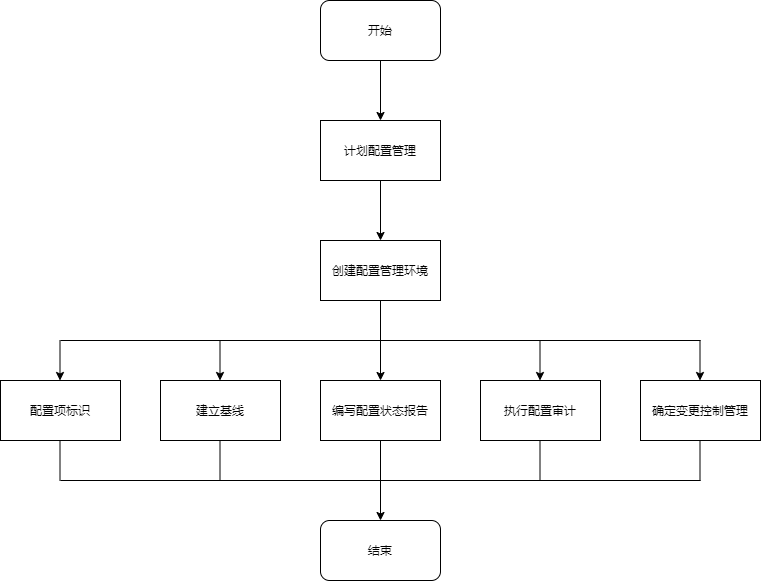 开始
计划配置管理
创建配置管理环境
配置项标识
建立基线
编写配置状态报告
执行配置审计
确定变更控制管理
结束